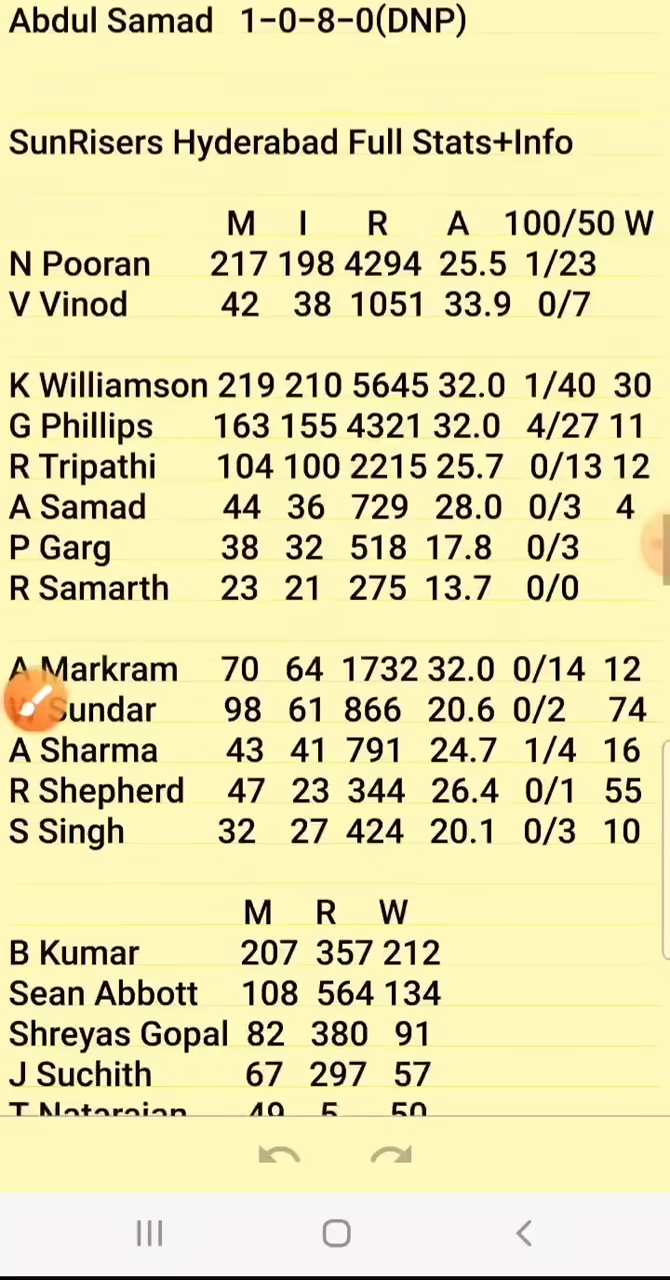 Abdul Samad 1-0-8-0(DNP)
SunRisers Hyderabad Full Stats+Info
M I R A 100/50 W
N Pooran 217 198 4294 25.5 1/23
V Vinod 42 38 1051 33.9 0/7
K Williamson 219 210 5645 32.0 1/40 30
G Phillips 163 155 4321 32.0 4/27 11
R Tripathi 104 100 2215 25.7 0/13 12
A Samad 44 36 729 28.0 0/3 4
P Garg 38 32 518 17.8 0/3
R Samarth 23 21 275 13.7 0/0
A Markram 70 64 1732 32.0 0/14 12
Sundar 98 61 866 20.6 0/2 74
A Sharma 43 41 791 24.7 1/4 16
R Shepherd 47 23 344 26.4 0/1 55
S Singh 32 27 424 20.1 0/3 10
M R W
B Kumar 207 357 212
Sean Abbott 108 564 134
Shreyas Gopal 82 380 91
J Suchith 67 297 57
T Natarajan 49 5 50